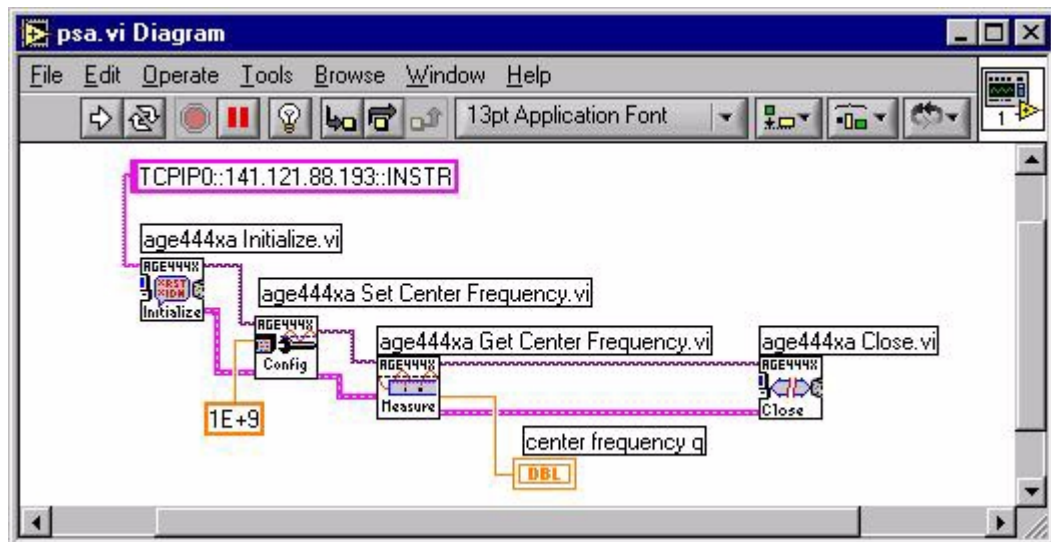 psa.vi Diagram
File Edit Operate Tools Browse Window Help
13pt Application Font
1
TCPIP0::141.121.88.193::INSTR
age444xa Initialize.vi
AGE444X
XRST
XIDN
Initialize
age444xa Set Center Frequency.vi
AGE444X
Config
1E+9
age444xa Get Center Frequency.vi
AGE444X
Measure
age444xa Close.vi
AGE444X
Close
center frequency q
DBL